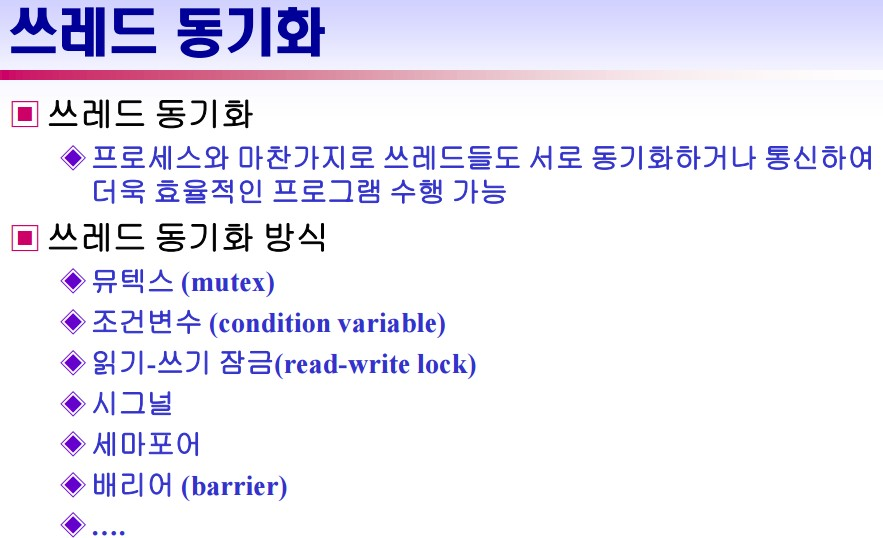 쓰레드 동기화
쓰레드 동기화
프로세스와 마찬가지로 쓰레드들도 서로 동기화하거나 통신하여
더욱 효율적인 프로그램 수행 가능
쓰레드 동기화 방식
뮤텍스 (mutex)
조건변수 (condition variable)
읽기-쓰기 잠금(read-write lock)
시그널
세마포어
배리어 (barrier)
….